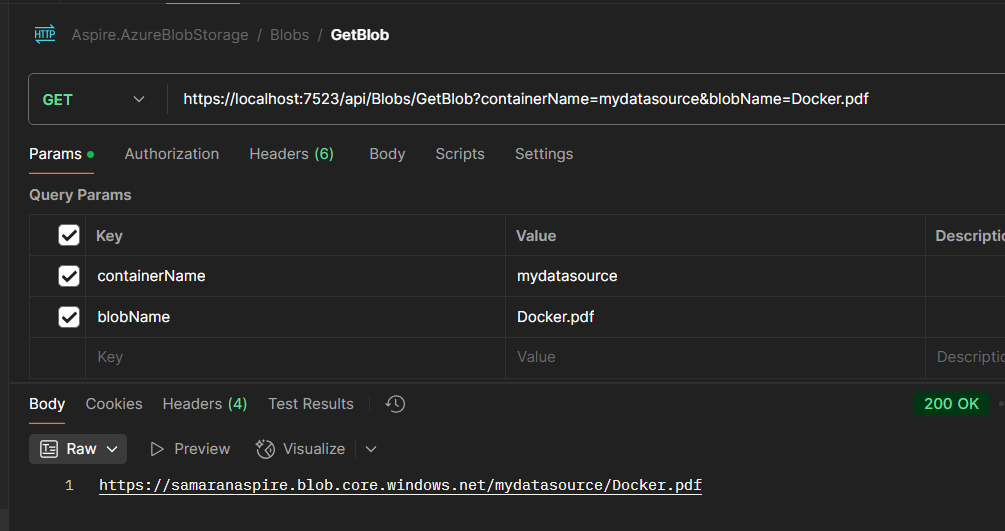 HTTP Aspire.AzureBlobStorage / Blobs / GetBlob
GET https://localhost:7523/api/Blobs/GetBlob?containerName=mydatasource&blobName=Docker.pdf
Params Authorization Headers (6) Body Scripts Settings
Query Params
Key Value Descriptio
containerName mydatasource
blobName Docker.pdf
Key Value Descriptio
Body Cookies Headers (4) Test Results 200 OK
Raw Preview Visualize
1 https://samaranaspire.blob.core.windows.net/mydatasource/Docker.pdf